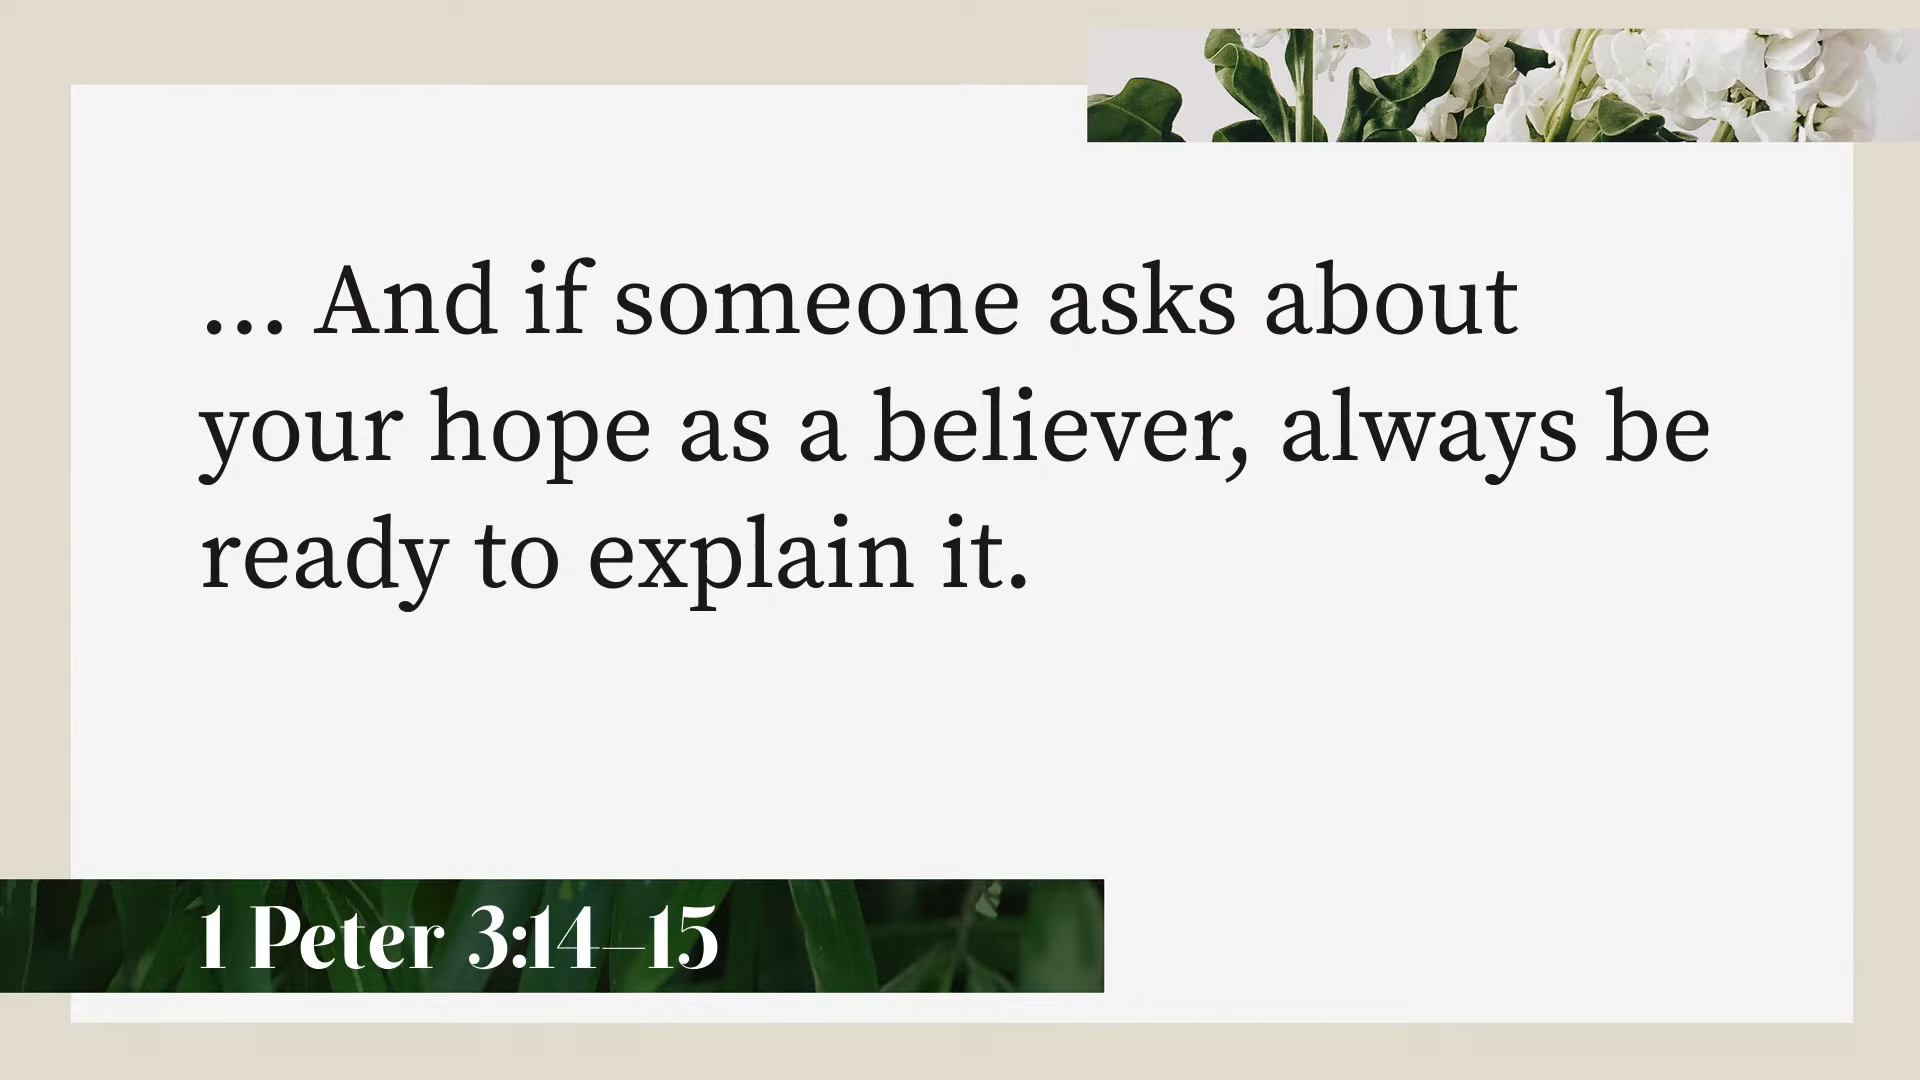 ... And if someone asks about
your hope as a believer, always be
ready to explain it.
1 Peter 3:14–15